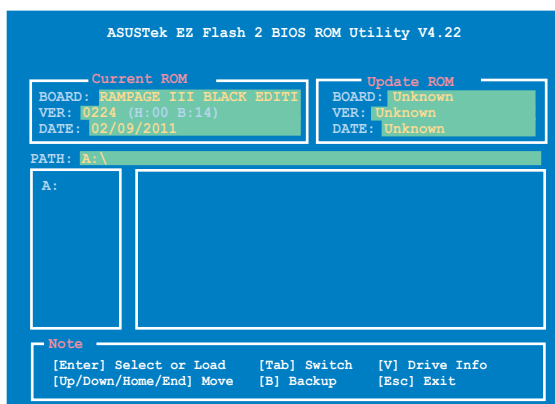 ASUSTek EZ Flash 2 BIOS ROM Utility V4.22
Current ROM
BOARD: RAMPAGE III BLACK EDITI
VER: 0224 (H:00 B:14)
DATE: 02/09/2011
Update ROM
BOARD: Unknown
VER: Unknown
DATE: Unknown
PATH: A:\
A:
Note
[Enter] Select or Load [Tab] Switch [V] Drive Info
[Up/Down/Home/End] Move [B] Backup [Esc] Exit